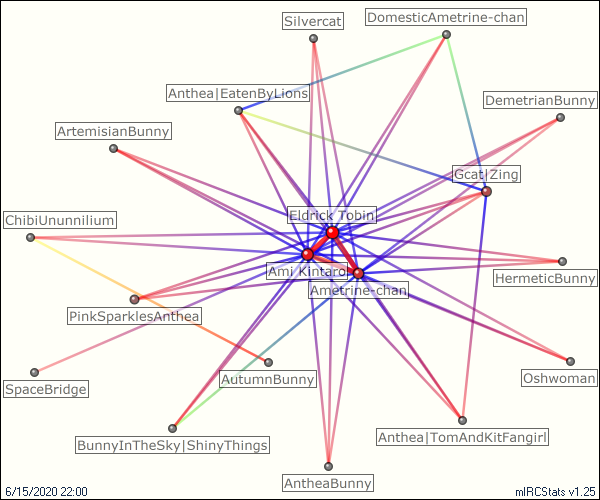 Silvercat
DomesticAmetrine-chan
Anthea|EatenByLions
DemetrianBunny
ArtemisianBunny
Gcat|Zing
ChibiUnunnilium
Eldrick Tobin
Ami Kintaro
Ametrine-chan
HermeticBunny
PinkSparklesAnthea
SpaceBridge
AutumnBunny
Oshwoman
BunnyInTheSky|ShinyThings
Anthea|TomAndKitFangirl
AntheaBunny
6/15/2020 22:00
mIRCStats v1.25